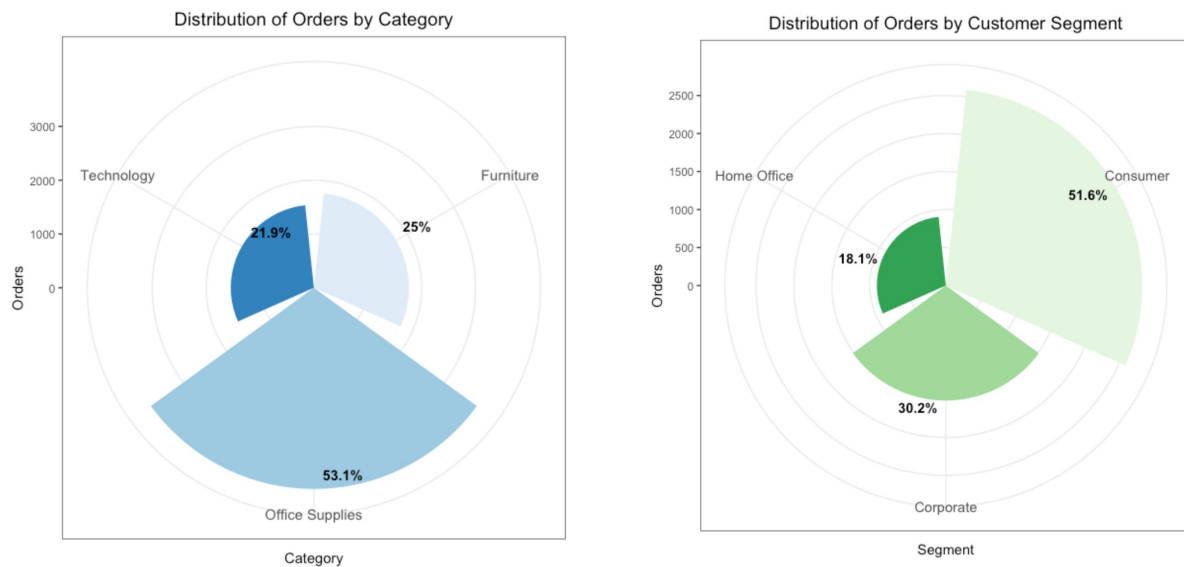 Distribution of Orders by Category
3000
2000
1000
0
Orders
Technology
Furniture
21.9%
25%
53.1%
Office Supplies
Category
Distribution of Orders by Customer Segment
2500
2000
1500
1000
500
0
Orders
Home Office
Consumer
51.6%
18.1%
30.2%
Corporate
Segment